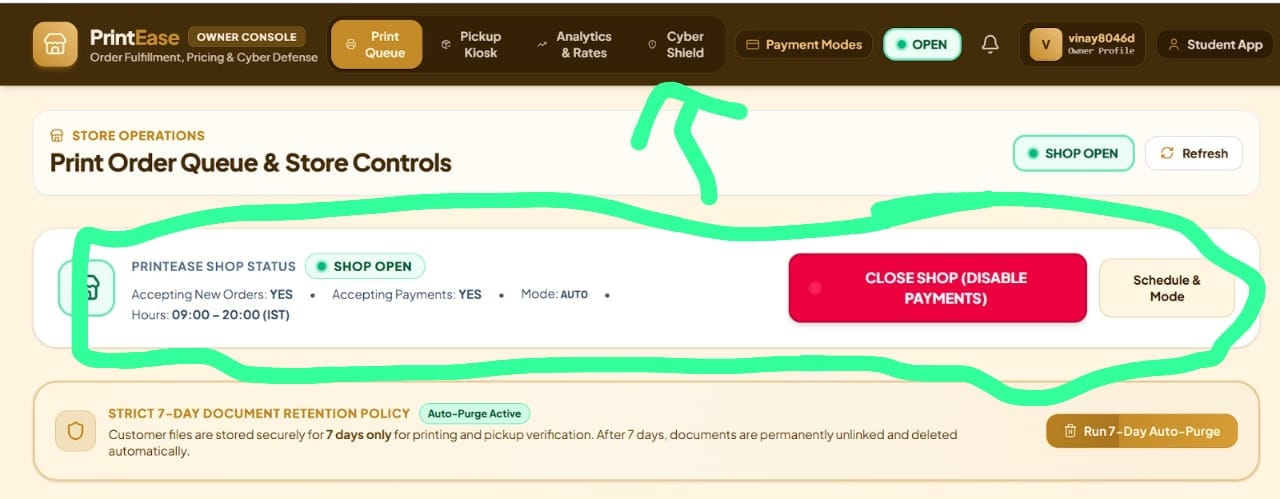 PrintEase OWNER CONSOLE
Order Fulfillment, Pricing & Cyber Defense
Print
Queue
Pickup
Kiosk
Analytics
& Rates
Cyber
Shield
Payment Modes
OPEN
V
vinay8046d
Owner Profile
Student App
STORE OPERATIONS
Print Order Queue & Store Controls
SHOP OPEN
Refresh
PRINTEASE SHOP STATUS SHOP OPEN
Accepting New Orders: YES • Accepting Payments: YES • Mode: AUTO •
Hours: 09:00 – 20:00 (IST)
CLOSE SHOP (DISABLE
PAYMENTS)
Schedule &
Mode
STRICT 7-DAY DOCUMENT RETENTION POLICY Auto-Purge Active
Customer files are stored securely for 7 days only for printing and pickup verification. After 7 days, documents are permanently unlinked and deleted
automatically.
Run 7-Day Auto-Purge